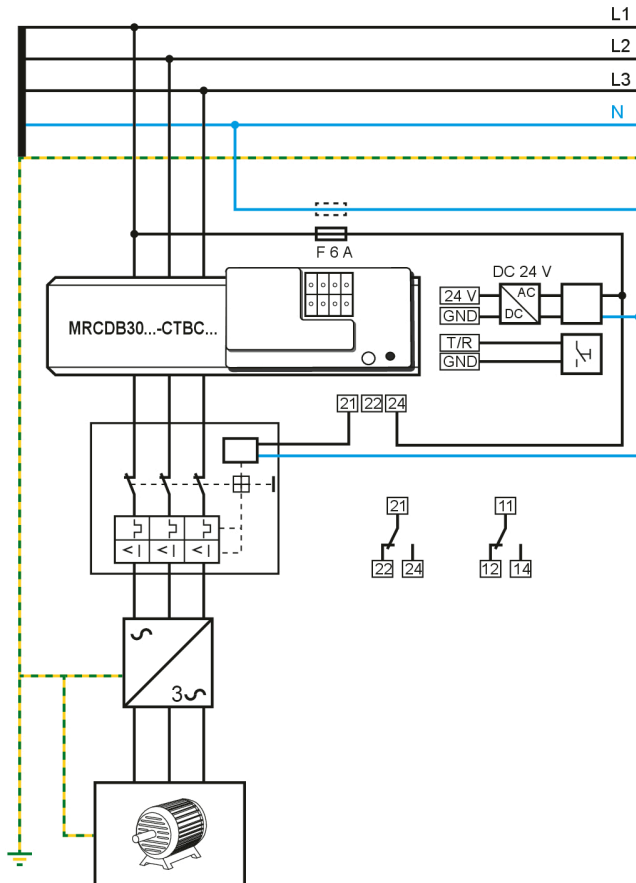 L1
L2
L3
N
F 6 A
DC 24 V
24 V
AC
GND
DC
MRCDB30...-CTBC...
T/R
GND
21 22 24
21
11
22 24
12 14
3